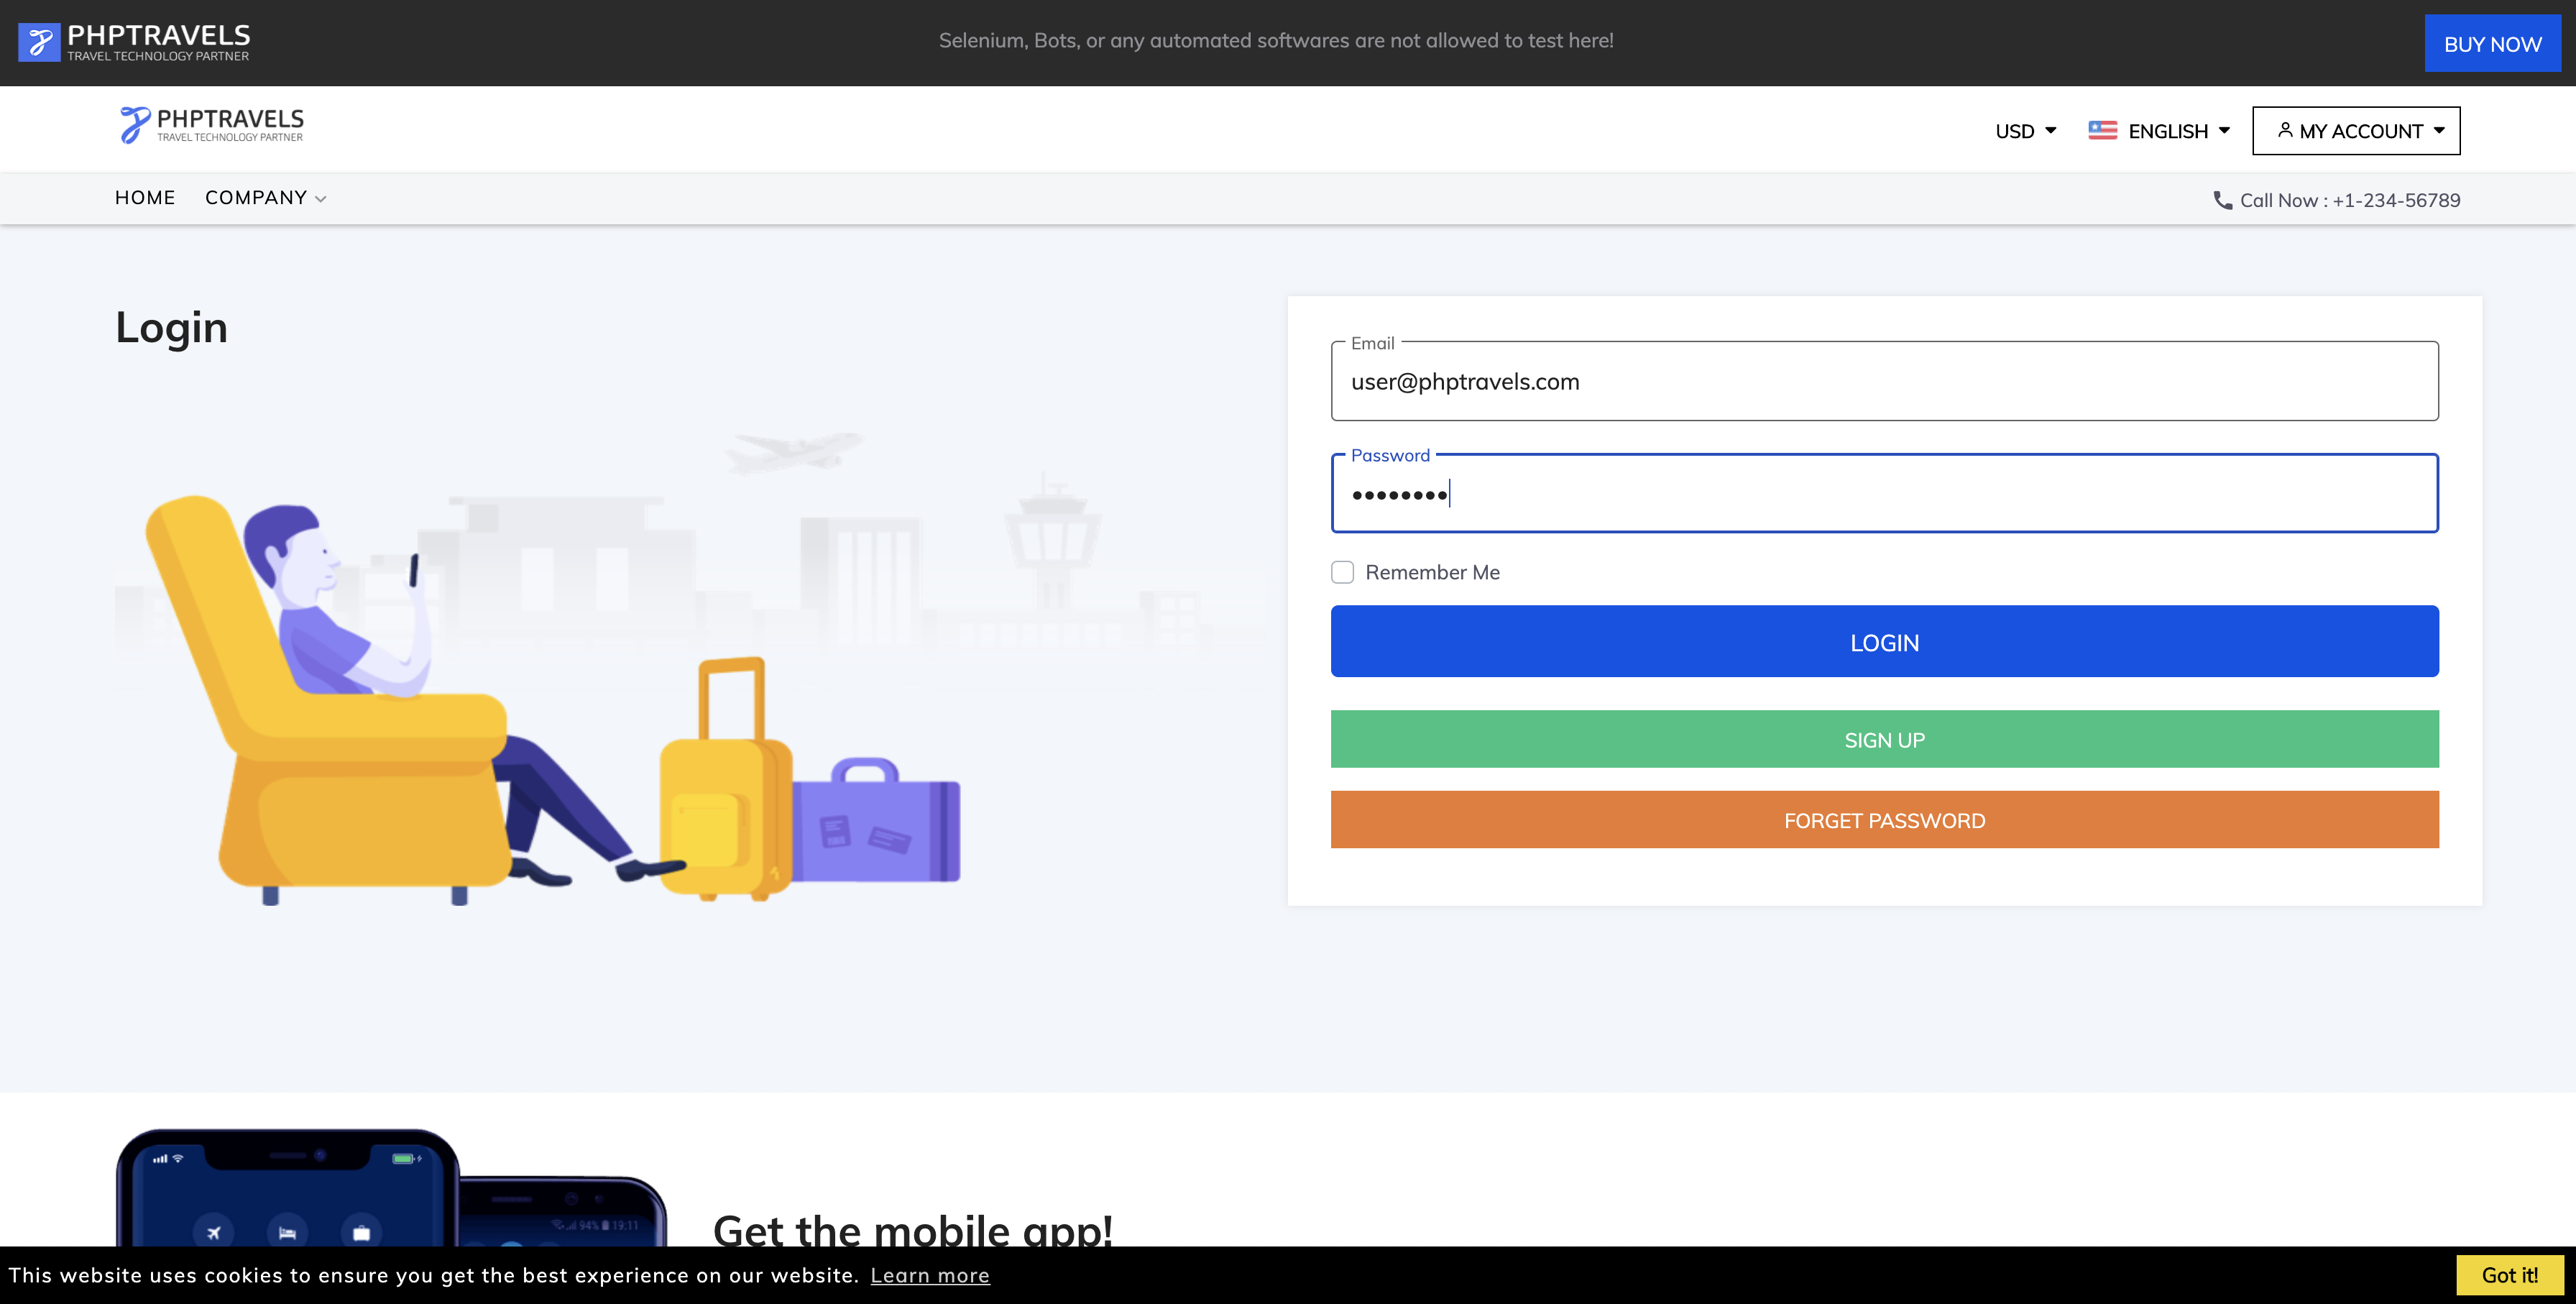 PHPTRAVELS
TRAVEL TECHNOLOGY PARTNER
Selenium, Bots, or any automated softwares are not allowed to test here!
BUY NOW
PHPTRAVELS
TRAVEL TECHNOLOGY PARTNER
USD
ENGLISH
MY ACCOUNT
HOME
COMPANY
Call Now : +1-234-56789
Login
Email
user@phptravels.com
Password
••••••••
Remember Me
LOGIN
SIGN UP
FORGET PASSWORD
94% 19:11
Get the mobile app!
This website uses cookies to ensure you get the best experience on our website. Learn more
Got it!